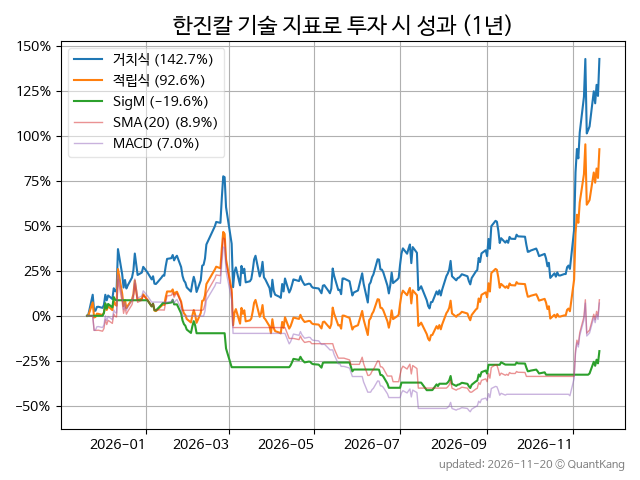 한진칼 기술 지표로 투자 시 성과 (1년)
150%
125%
100%
75%
50%
25%
0%
−25%
−50%
거치식 (142.7%)
적립식 (92.6%)
SigM (−19.6%)
SMA(20) (8.9%)
MACD (7.0%)
2026-01
2026-03
2026-05
2026-07
2026-09
2026-11
updated: 2026-11-20 © QuantKang